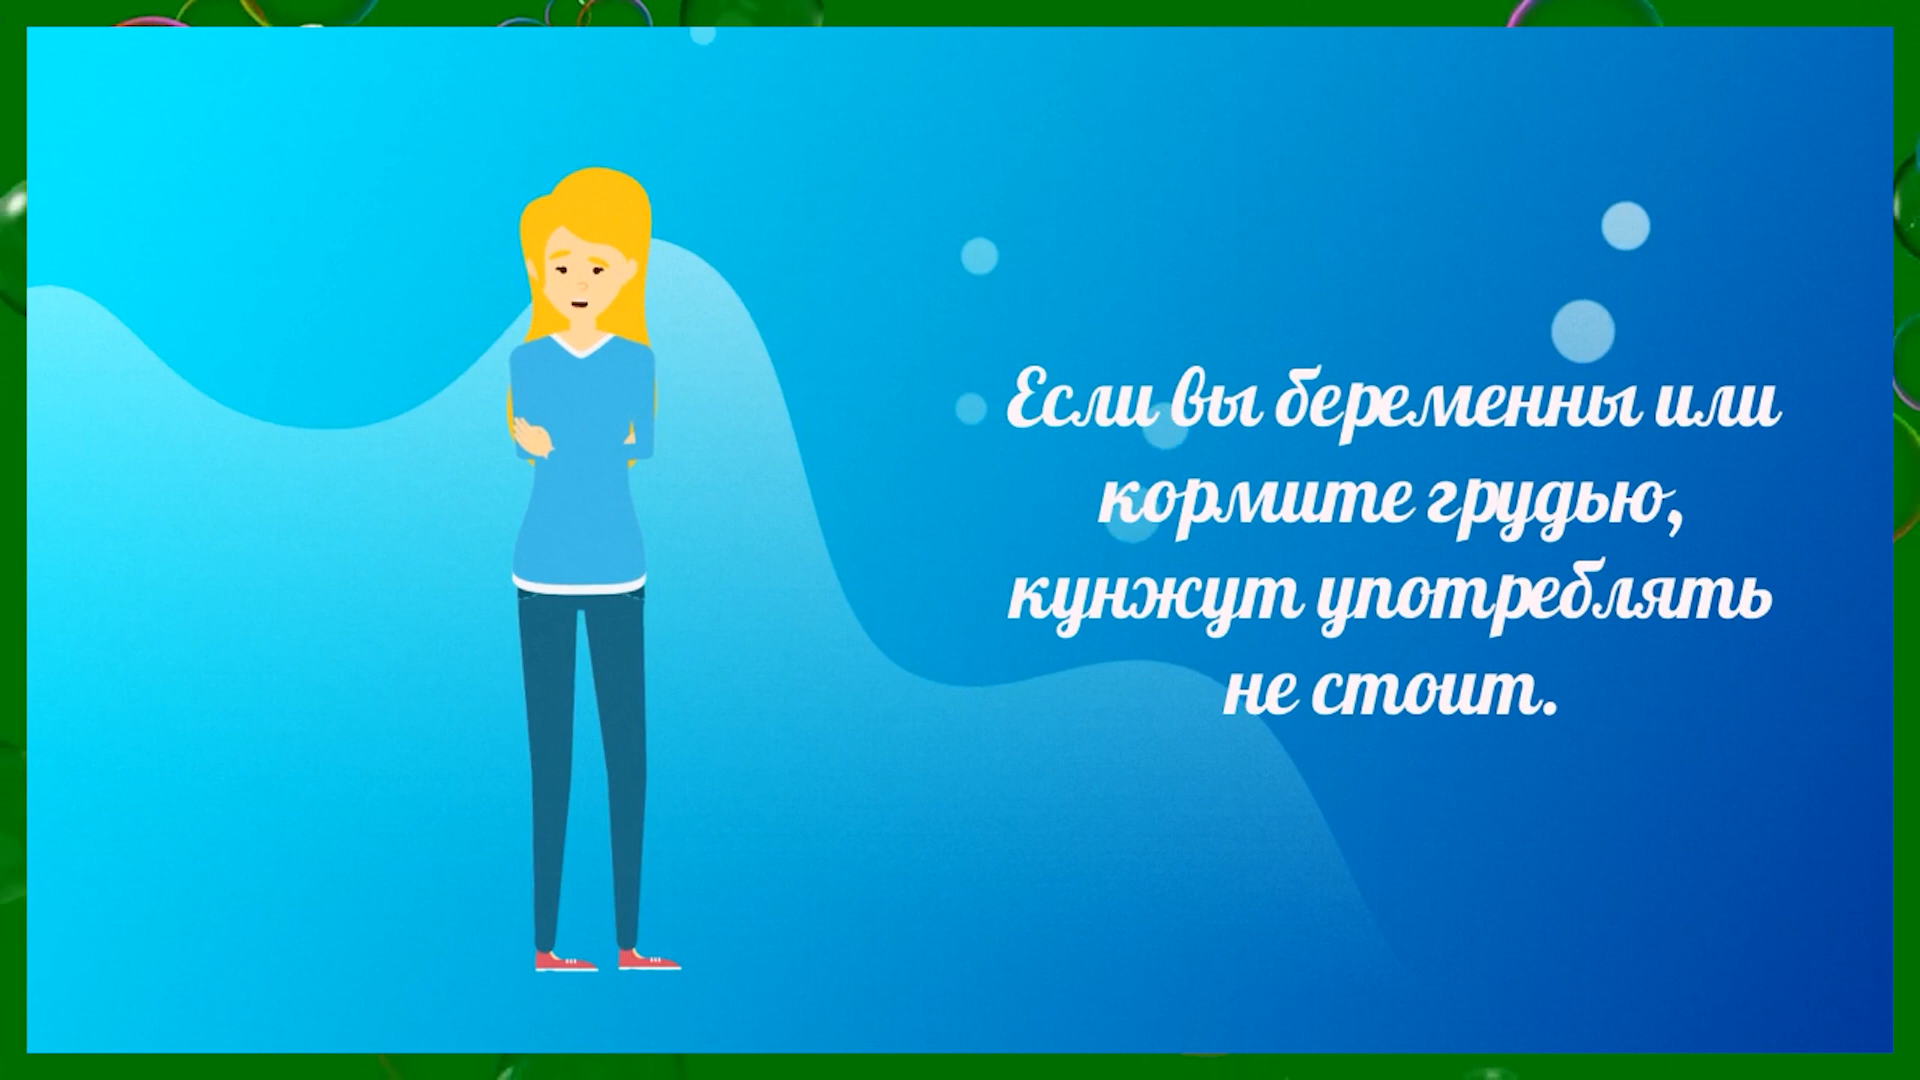 Если вы беременны или
кормите грудью,
кунжут употреблять
не стоит.